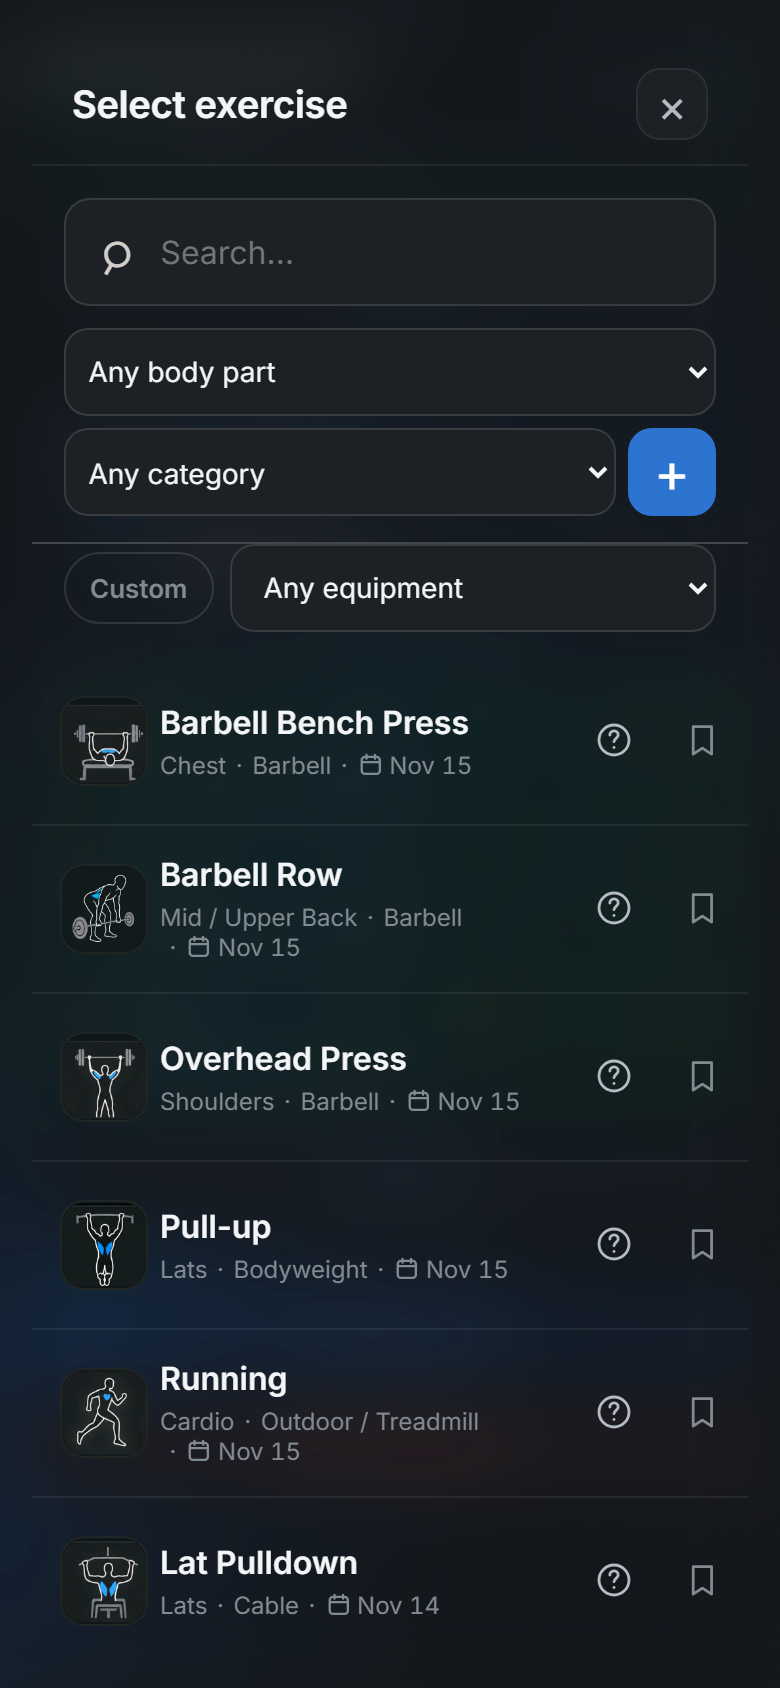 Select exercise
Search...
Any body part
Any category
Custom
Any equipment
Barbell Bench Press
Chest · Barbell · Nov 15
Barbell Row
Mid / Upper Back · Barbell
· Nov 15
Overhead Press
Shoulders · Barbell · Nov 15
Pull-up
Lats · Bodyweight · Nov 15
Running
Cardio · Outdoor / Treadmill
· Nov 15
Lat Pulldown
Lats · Cable · Nov 14